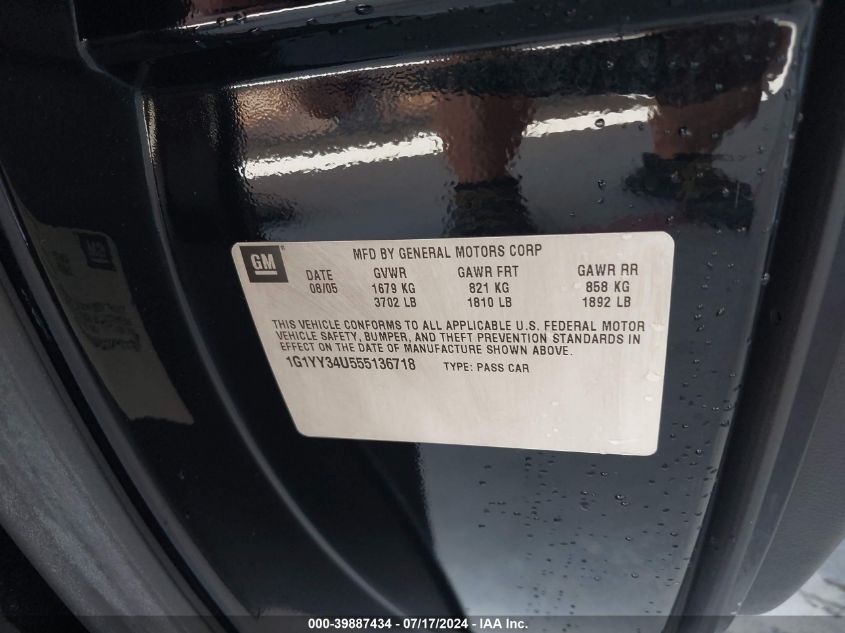 GM
MFD BY GENERAL MOTORS CORP
DATE GVWR GAWR FRT GAWR RR
08/05 1679 KG 821 KG 858 KG
3702 LB 1810 LB 1892 LB
THIS VEHICLE CONFORMS TO ALL APPLICABLE U.S. FEDERAL MOTOR
VEHICLE SAFETY, BUMPER, AND THEFT PREVENTION STANDARDS IN
EFFECT ON THE DATE OF MANUFACTURE SHOWN ABOVE.
1G1YY34U555136718 TYPE: PASS CAR
000-39887434 - 07/17/2024 - IAA Inc.